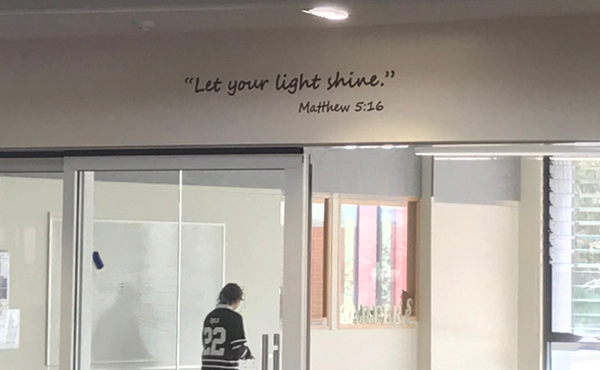 “Let your light shine.”
Matthew 5:16
22